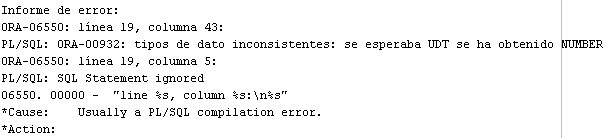 Informe de error:
ORA-06550: línea 19, columna 43:
PL/SQL: ORA-00932: tipos de dato inconsistentes: se esperaba UDT se ha obtenido NUMBER
ORA-06550: línea 19, columna 5:
PL/SQL: SQL Statement ignored
06550. 00000 -  "line %s, column %s:\n%s"
*Cause:    Usually a PL/SQL compilation error.
*Action: